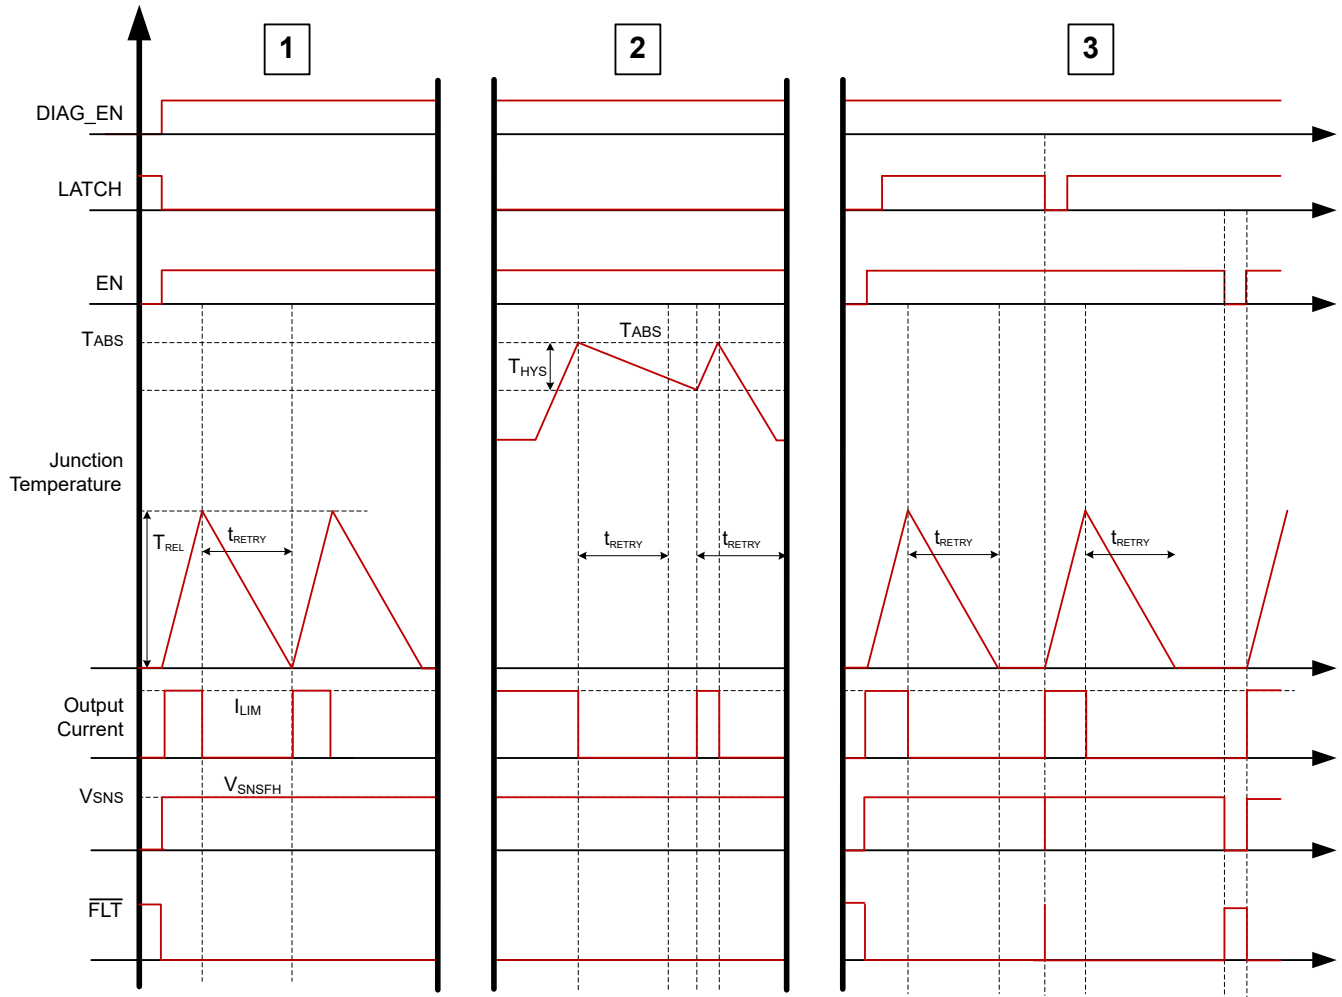 1
2
3
DIAG_EN
LATCH
EN
TABS
TABS
THYS
Junction
Temperature
TREL
tRETRY
tRETRY
tRETRY
tRETRY
tRETRY
Output
Current
ILIM
VSNS
VSNSFH
FLT